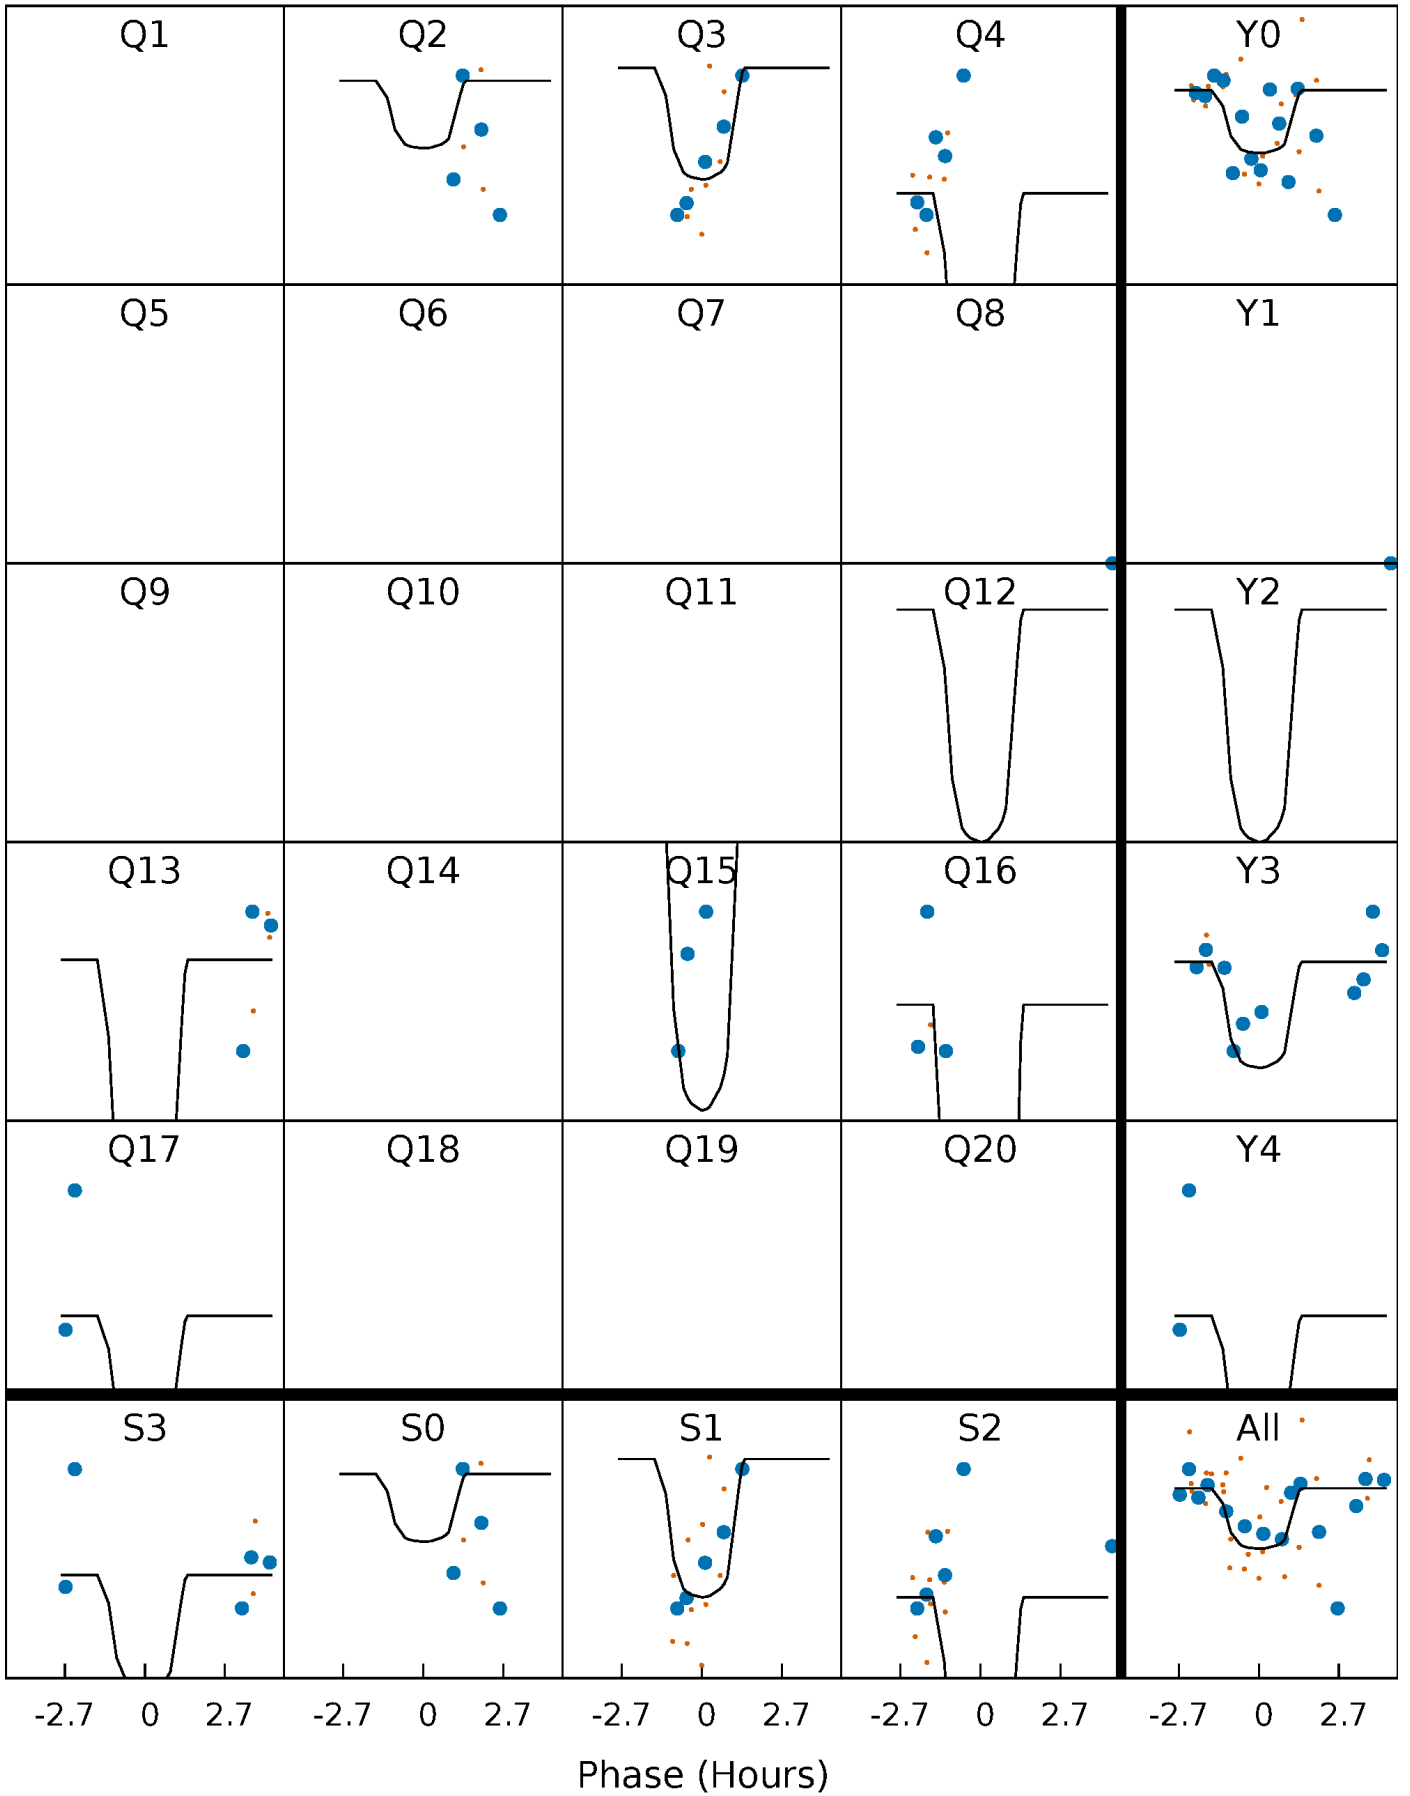 Q1 Q2 Q3 Q4 Y0
Q5 Q6 Q7 Q8 Y1
Q9 Q10 Q11 Q12 Y2
Q13 Q14 Q15 Q16 Y3
Q17 Q18 Q19 Q20 Y4
S3 S0 S1 S2 All
-2.7 0 2.7 -2.7 0 2.7 -2.7 0 2.7 -2.7 0 2.7 -2.7 0 2.7
Phase (Hours)